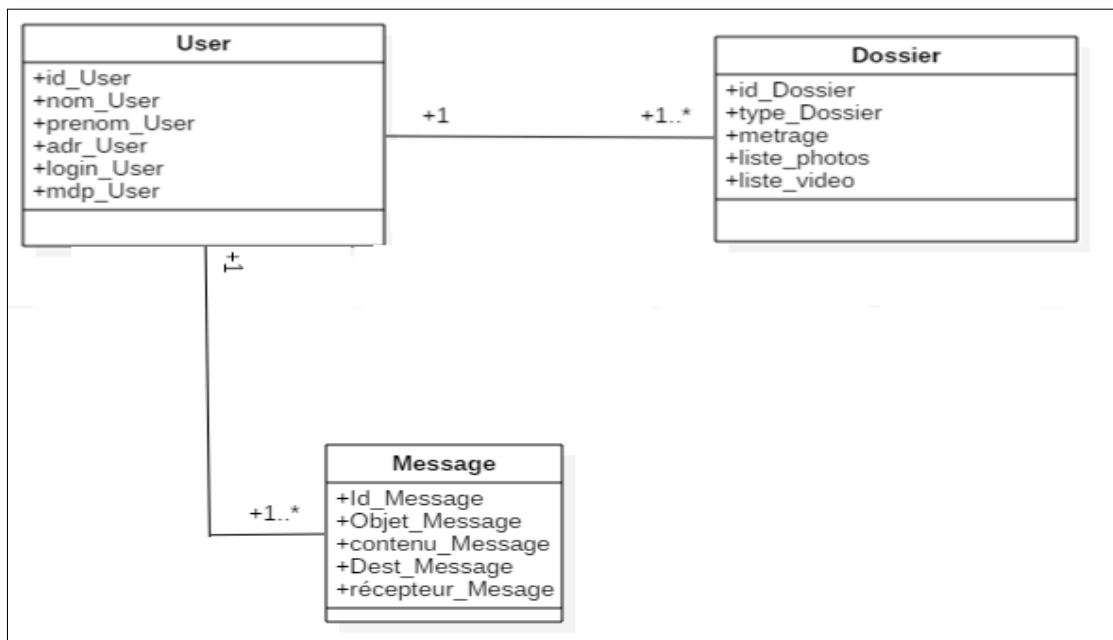 User
+id_User
+nom_User
+prenom_User
+adr_User
+login_User
+mdp_User
+1
+1..*
Dossier
+id_Dossier
+type_Dossier
+metrage
+liste_photos
+liste_video
+1
+1..*
Message
+Id_Message
+Objet_Message
+contenu_Message
+Dest_Message
+récepteur_Mesage